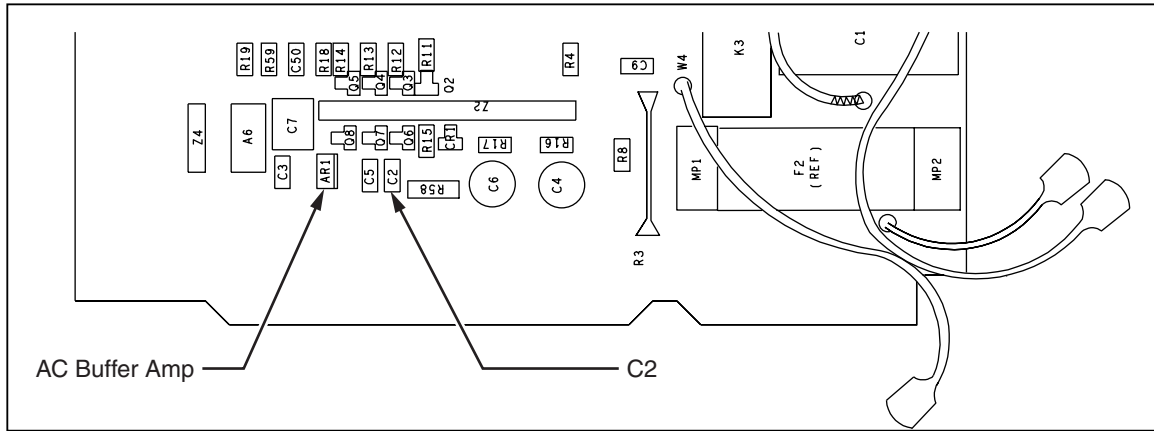 R19
R59
C50
R18
R14
R13
R12
R11
R4
C9
W4
K3
C1
Q5
Q4
Q3
Q2
Z2
Z4
A6
C7
Q8
Q7
Q6
R15
CR1
R17
R16
R8
MP1
F2
(REF)
MP2
C3
AR1
C5
C2
R58
C6
C4
R3
AC Buffer Amp
C2